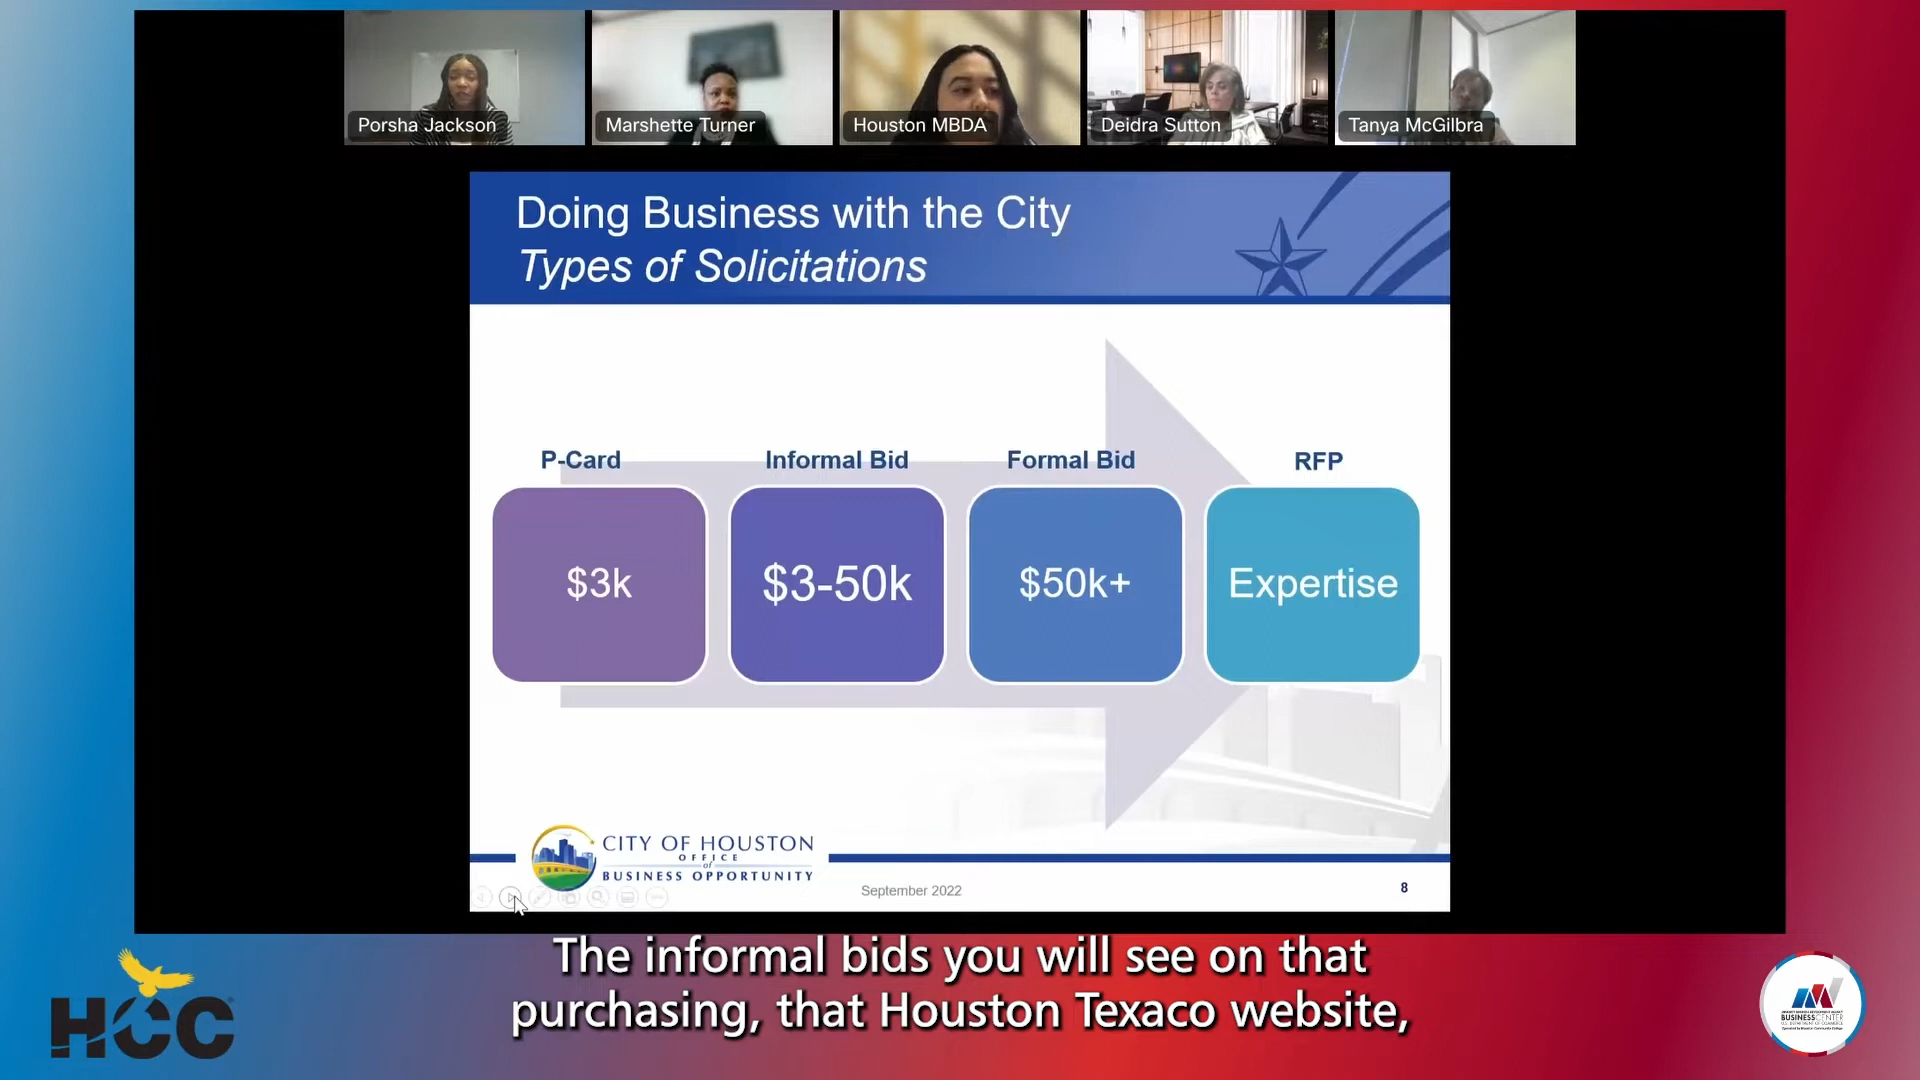 Porsha Jackson
Marshette Turner
Houston MBDA
Deidra Sutton
Tanya McGilbra
Doing Business with the City
Types of Solicitations
P-Card
Informal Bid
Formal Bid
RFP
$3k
$3-50k
$50k+
Expertise
CITY OF HOUSTON
OFFICE
of
BUSINESS OPPORTUNITY
September 2022
8
The informal bids you will see on that
purchasing, that Houston Texaco website,
HCC
BUSINESS CENTER